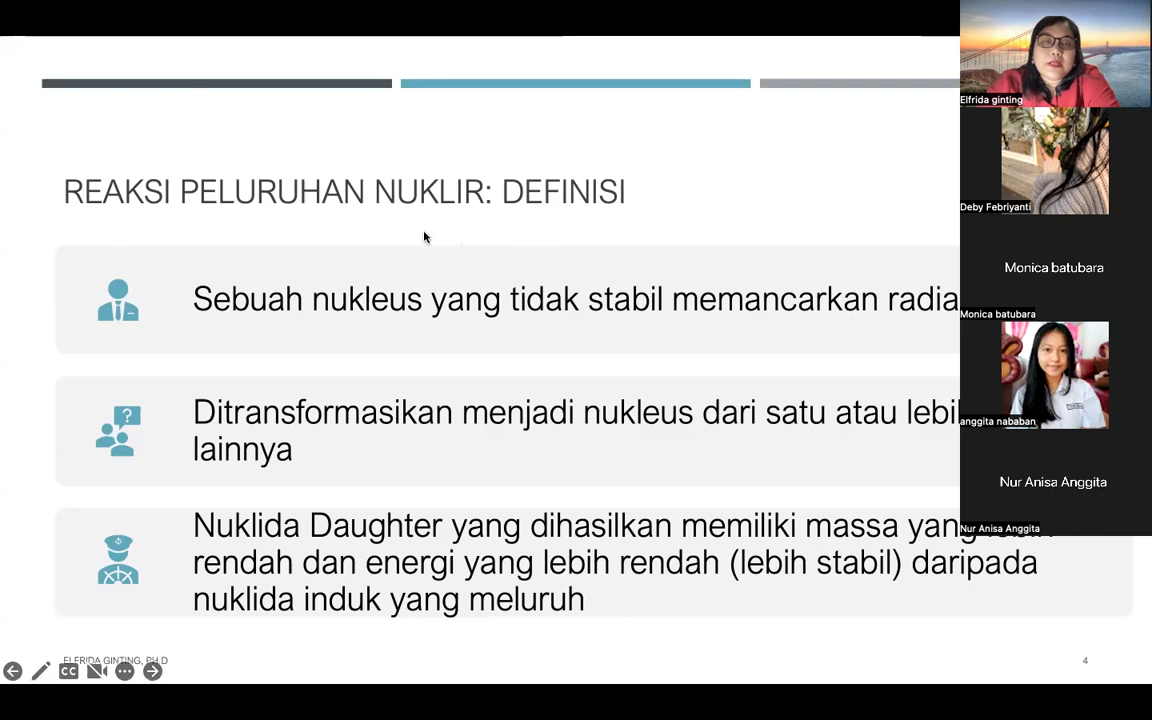 REAKSI PELURUHAN NUKLIR: DEFINISI
Sebuah nukleus yang tidak stabil memancarkan radia
Ditransformasikan menjadi nukleus dari satu atau lebi
lainnya
Nuklida Daughter yang dihasilkan memiliki massa yang
rendah dan energi yang lebih rendah (lebih stabil) daripada
nuklida induk yang meluruh
ELFRIDA GINTING, PH.D
4
CC
Elfrida ginting
Deby Febriyanti
Monica batubara
Monica batubara
anggita nababan
Nur Anisa Anggita
Nur Anisa Anggita
?